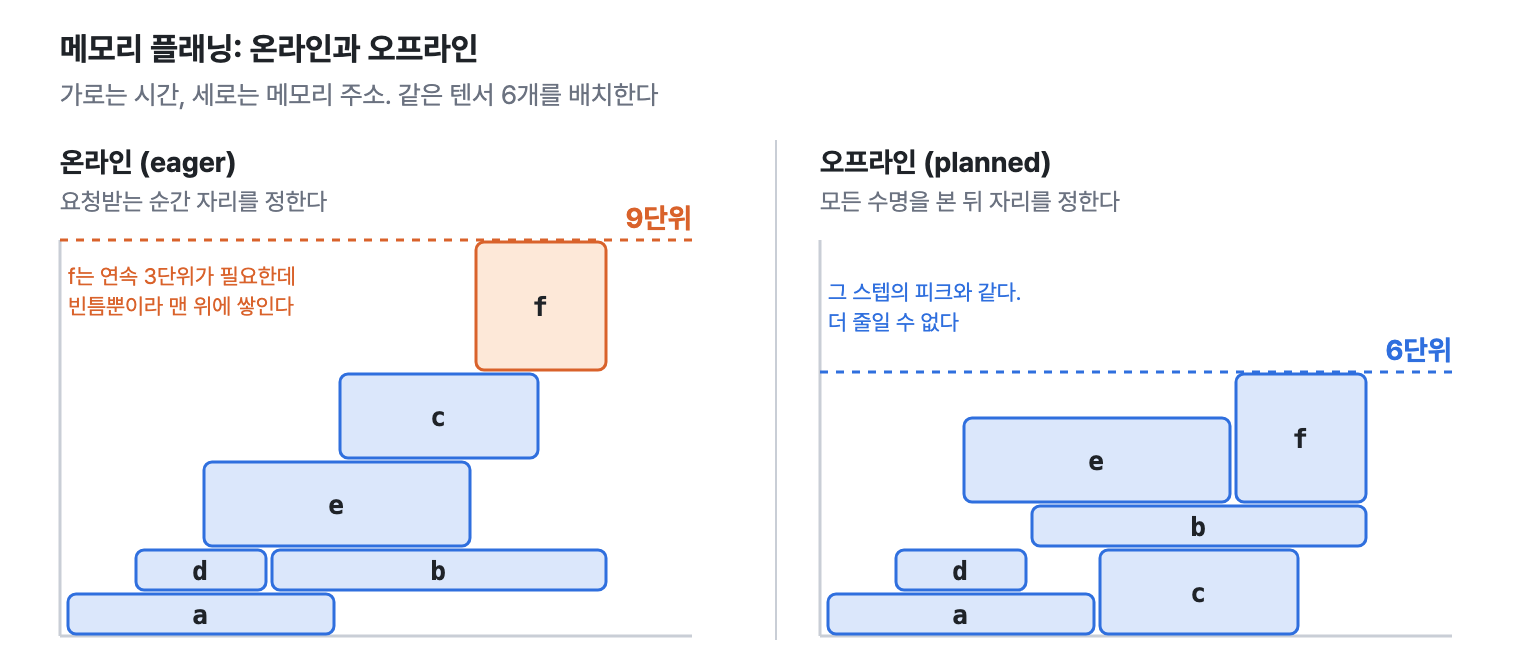 메모리 플래닝: 온라인과 오프라인
가로는 시간, 세로는 메모리 주소. 같은 텐서 6개를 배치한다
온라인 (eager)
요청받는 순간 자리를 정한다
9단위
f는 연속 3단위가 필요한데
빈틈뿐이라 맨 위에 쌓인다
f
c
e
d
b
a
오프라인 (planned)
모든 수명을 본 뒤 자리를 정한다
그 스텝의 피크와 같다.
더 줄일 수 없다
6단위
f
e
b
d
c
a